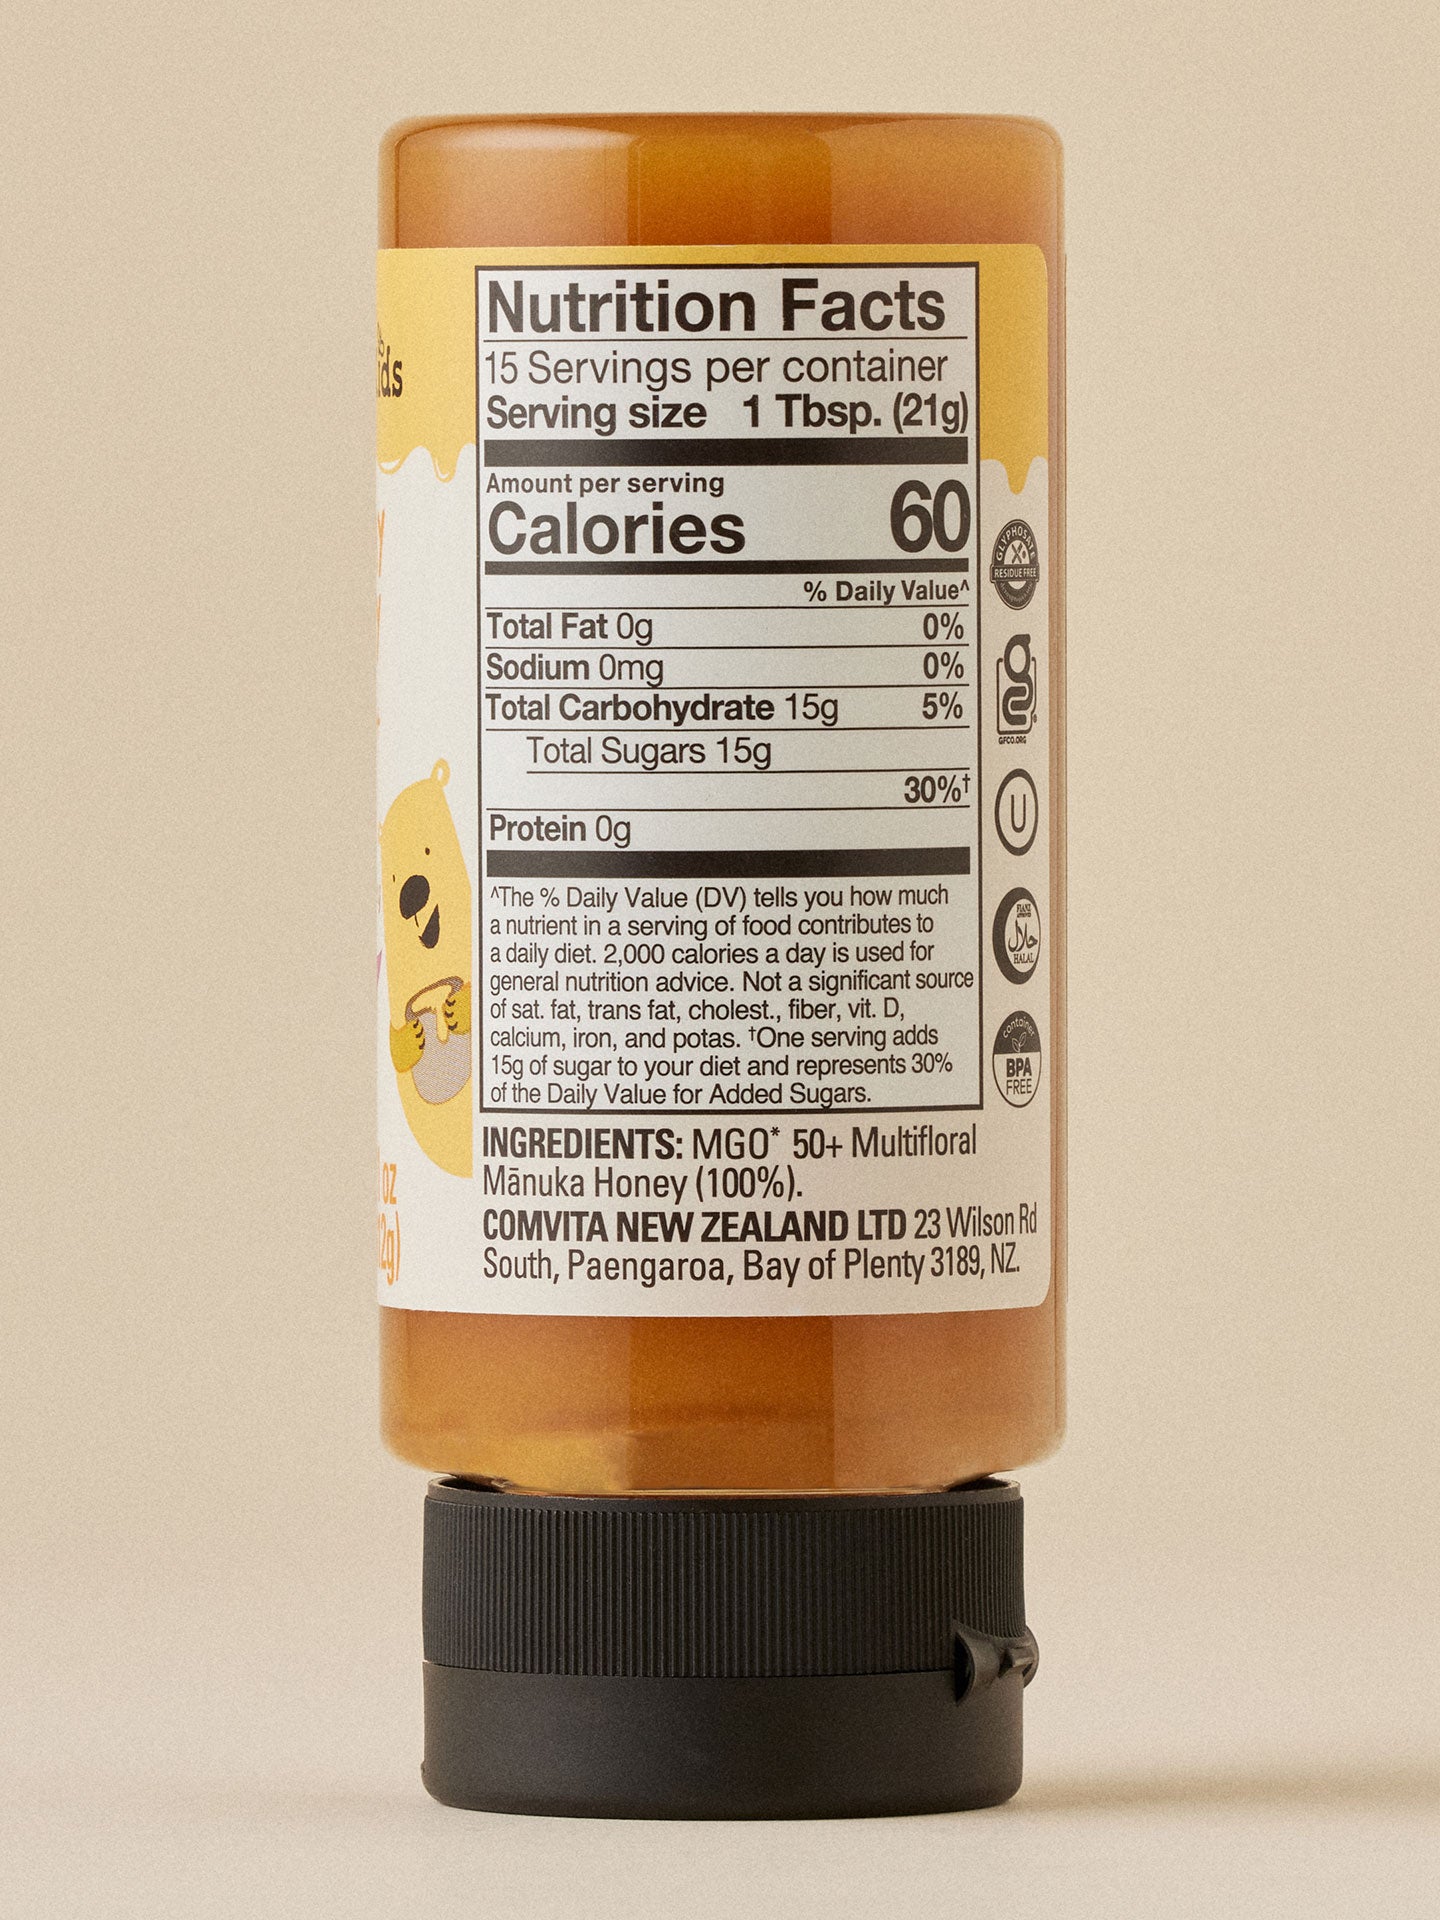 Nutrition Facts
15 Servings per container
Serving size 1 Tbsp. (21g)
Amount per serving
Calories 60
% Daily Value^
Total Fat 0g 0%
Sodium 0mg 0%
Total Carbohydrate 15g 5%
Total Sugars 15g
30%†
Protein 0g
^The % Daily Value (DV) tells you how much
a nutrient in a serving of food contributes to
a daily diet. 2,000 calories a day is used for
general nutrition advice. Not a significant source
of sat. fat, trans fat, cholest., fiber, vit. D,
calcium, iron, and potas. †One serving adds
15g of sugar to your diet and represents 30%
of the Daily Value for Added Sugars.
INGREDIENTS: MGO* 50+ Multifloral
Mānuka Honey (100%).
COMVITA NEW ZEALAND LTD 23 Wilson Rd
South, Paengaroa, Bay of Plenty 3189, NZ.
GLYPHOSATE
RESIDUE FREE
GFCO.ORG
U
حلال
HALAL
container
BPA
FREE
oz